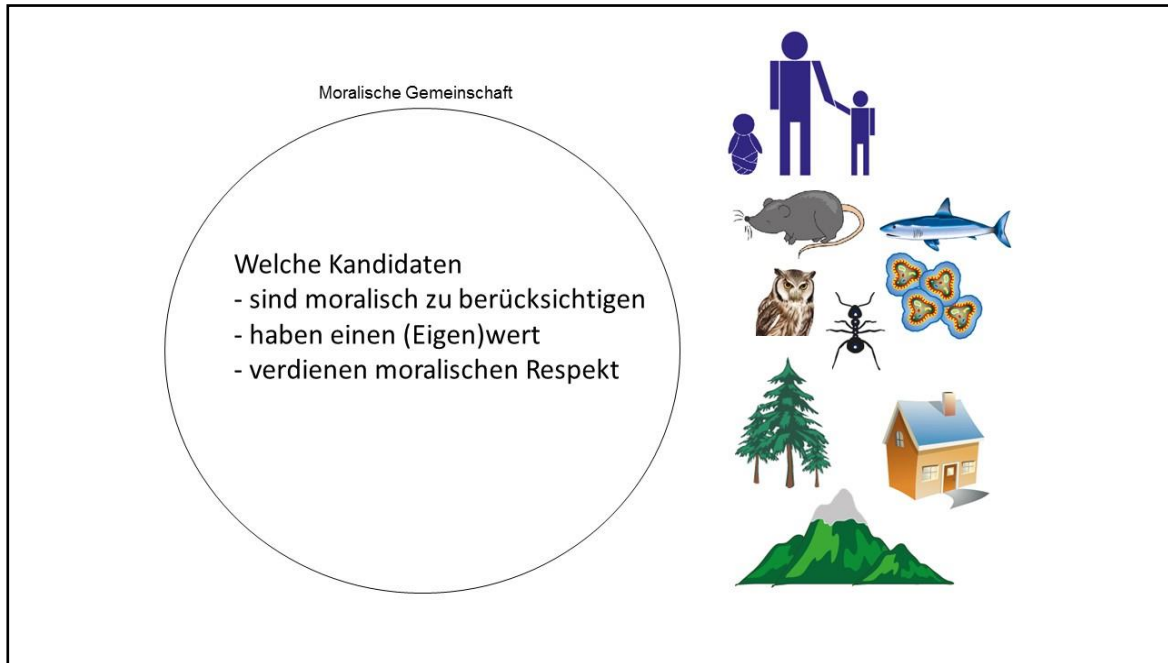 Moralische Gemeinschaft
Welche Kandidaten
- sind moralisch zu berücksichtigen
- haben einen (Eigen)wert
- verdienen moralischen Respekt